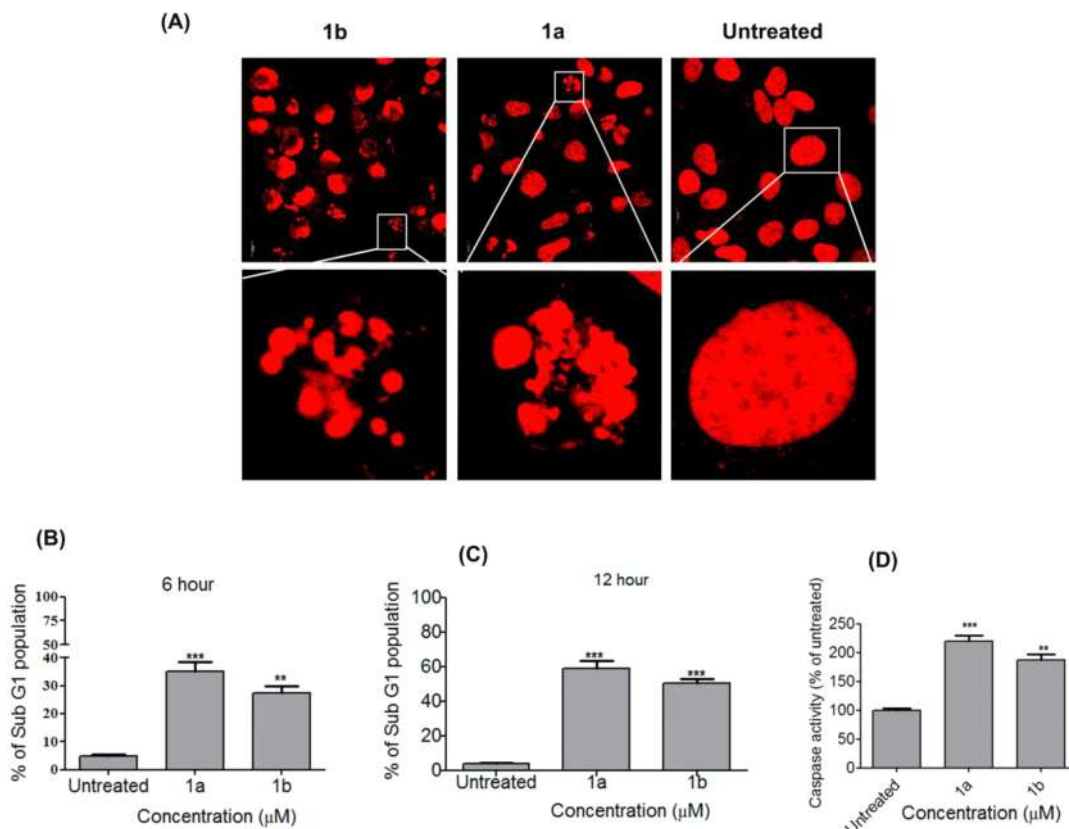 (A)
1b
1a
Untreated
(B)
6 hour
% of Sub G1 population
100
75
50
40
30
20
10
0
***
**
Untreated
1a
1b
Concentration (μM)
(C)
12 hour
% of Sub G1 population
100
80
60
40
20
0
***
***
Untreated
1a
1b
Concentration (μM)
(D)
Caspase activity (% of untreated)
250
200
150
100
50
0
***
**
Untreated
1a
1b
Concentration (μM)